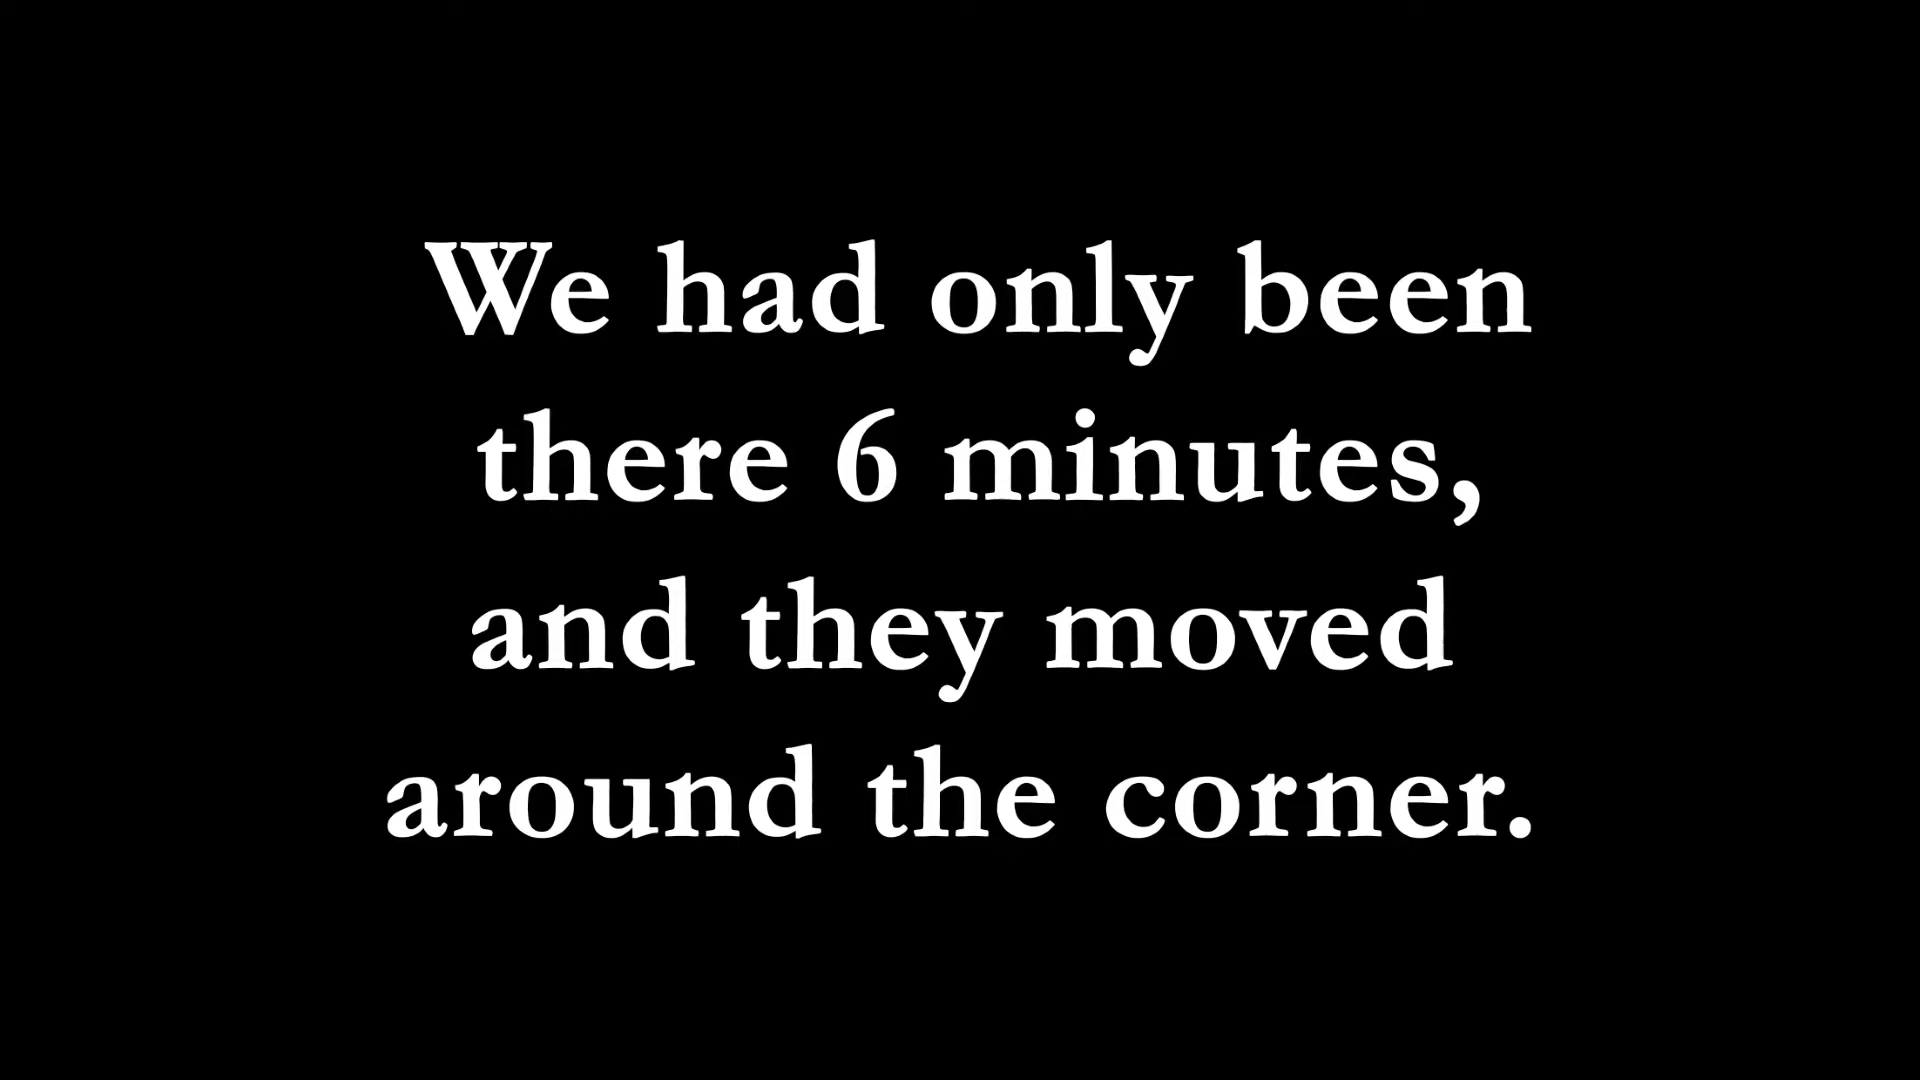 We had only been
there 6 minutes,
and they moved
around the corner.